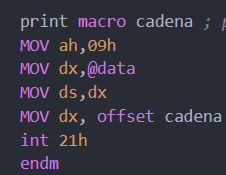 print macro cadena ;
MOV ah,09h
MOV dx,@data
MOV ds,dx
MOV dx, offset cadena
int 21h
endm